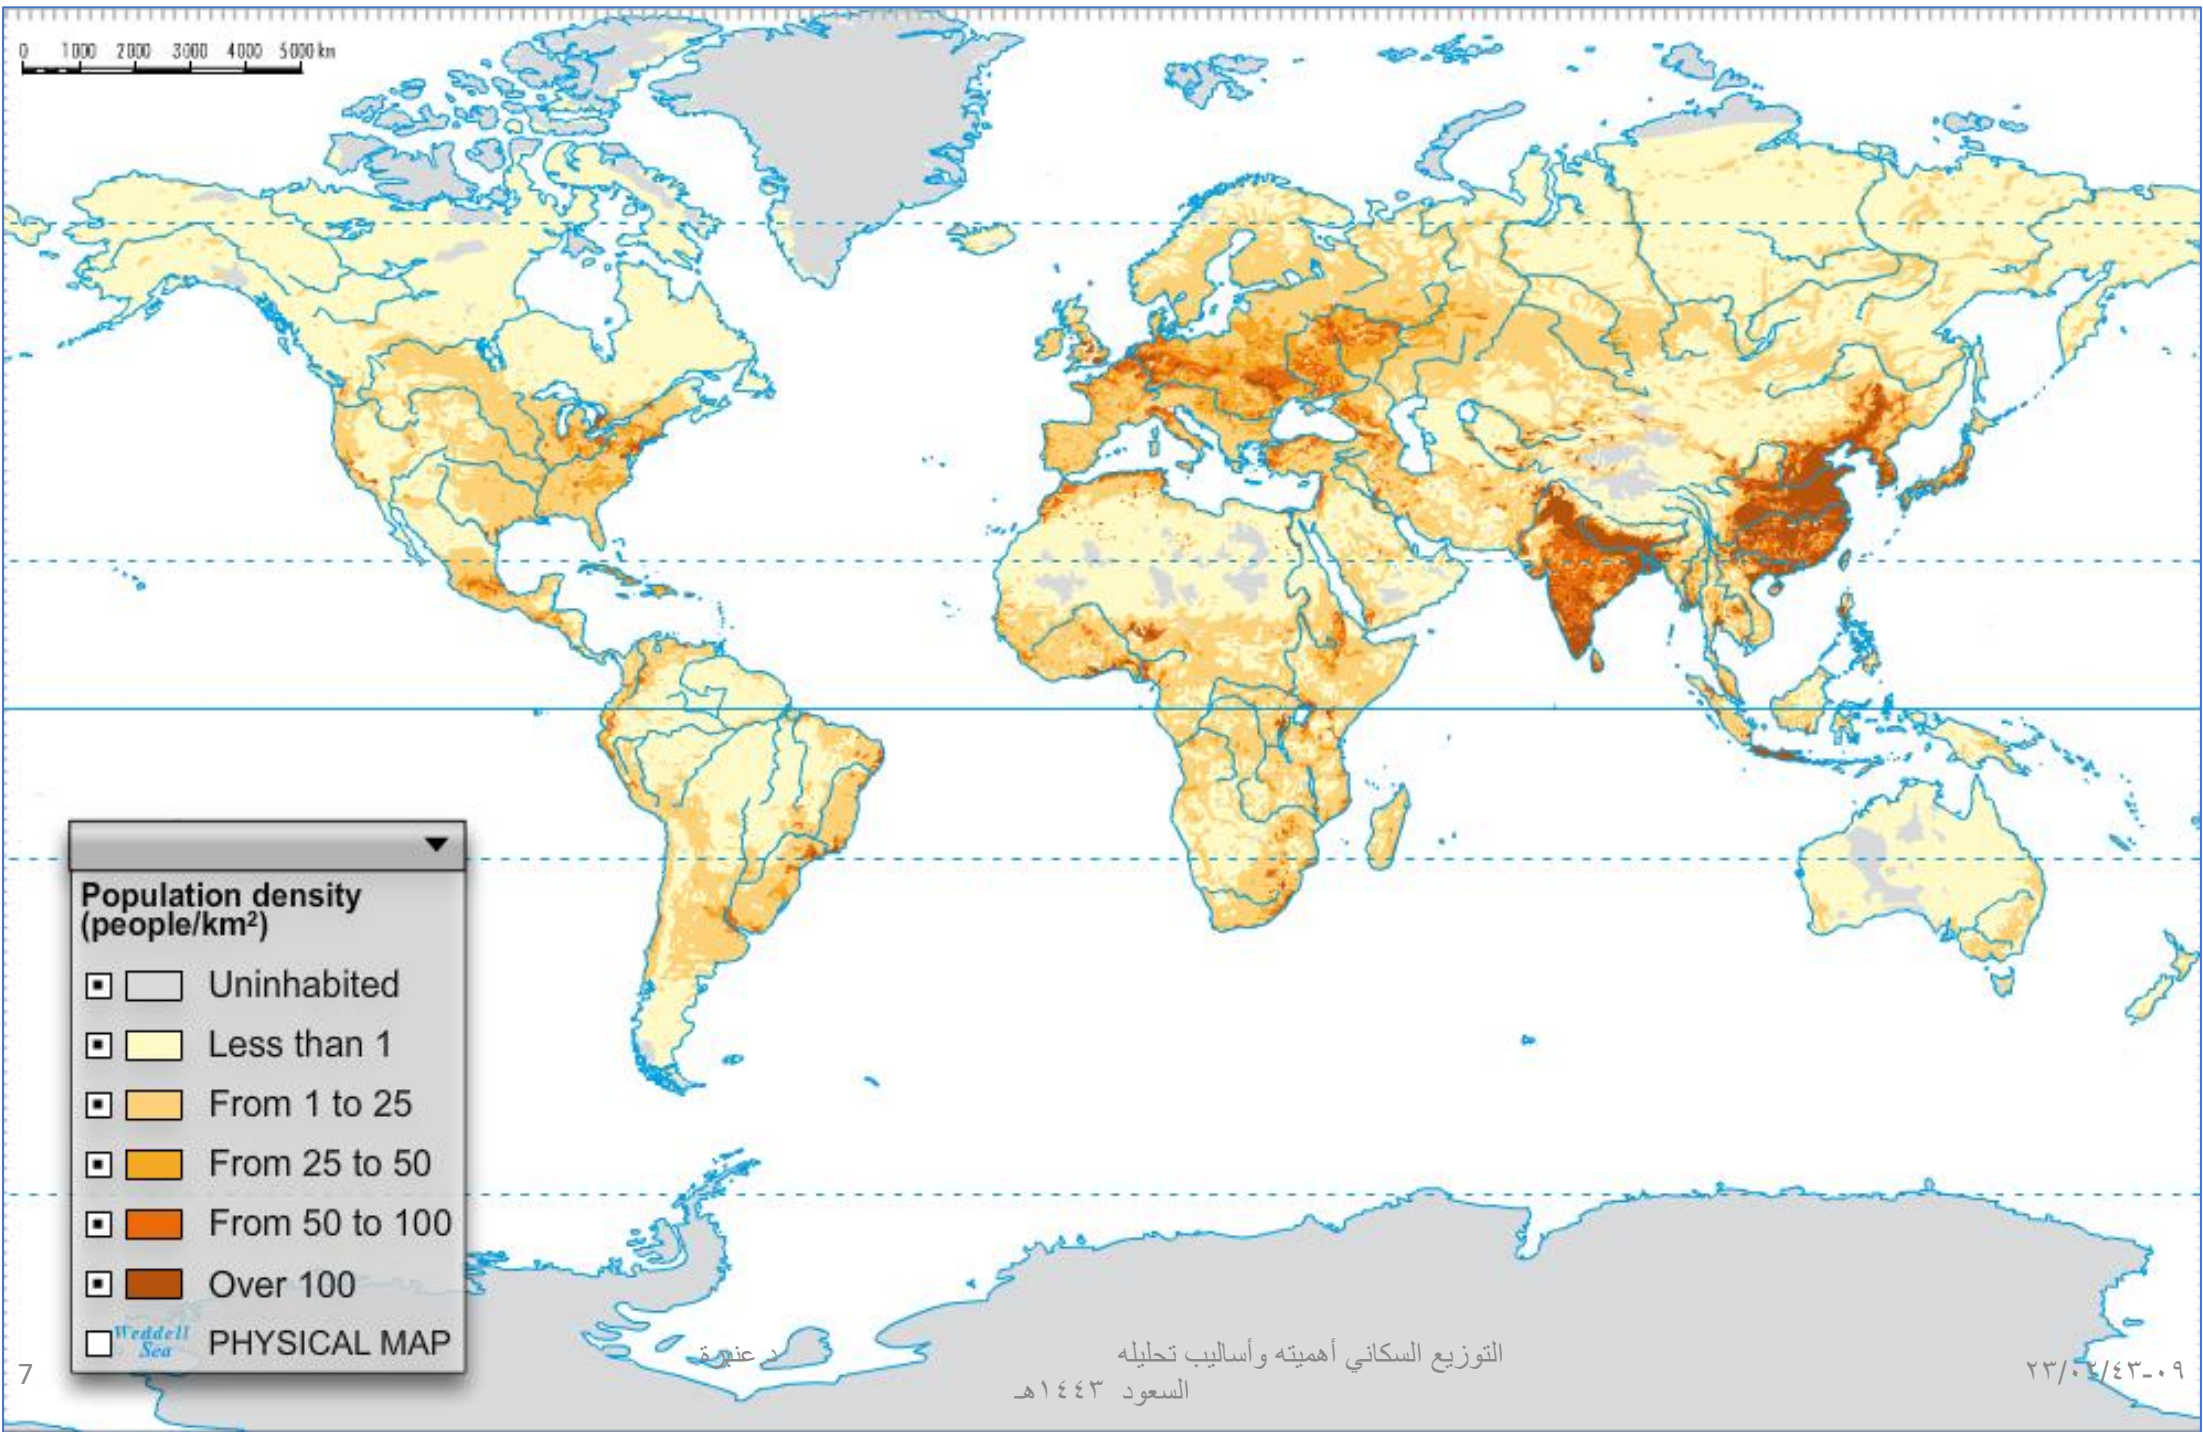 0 1000 2000 3000 4000 5000 km
Population density
(people/km²)
Uninhabited
Less than 1
From 1 to 25
From 25 to 50
From 50 to 100
Over 100
Weddell
Sea
PHYSICAL MAP
7
التوزيع السكاني أهميته وأساليب تحليله
د عنبرة
السعود ١٤٤٣هـ